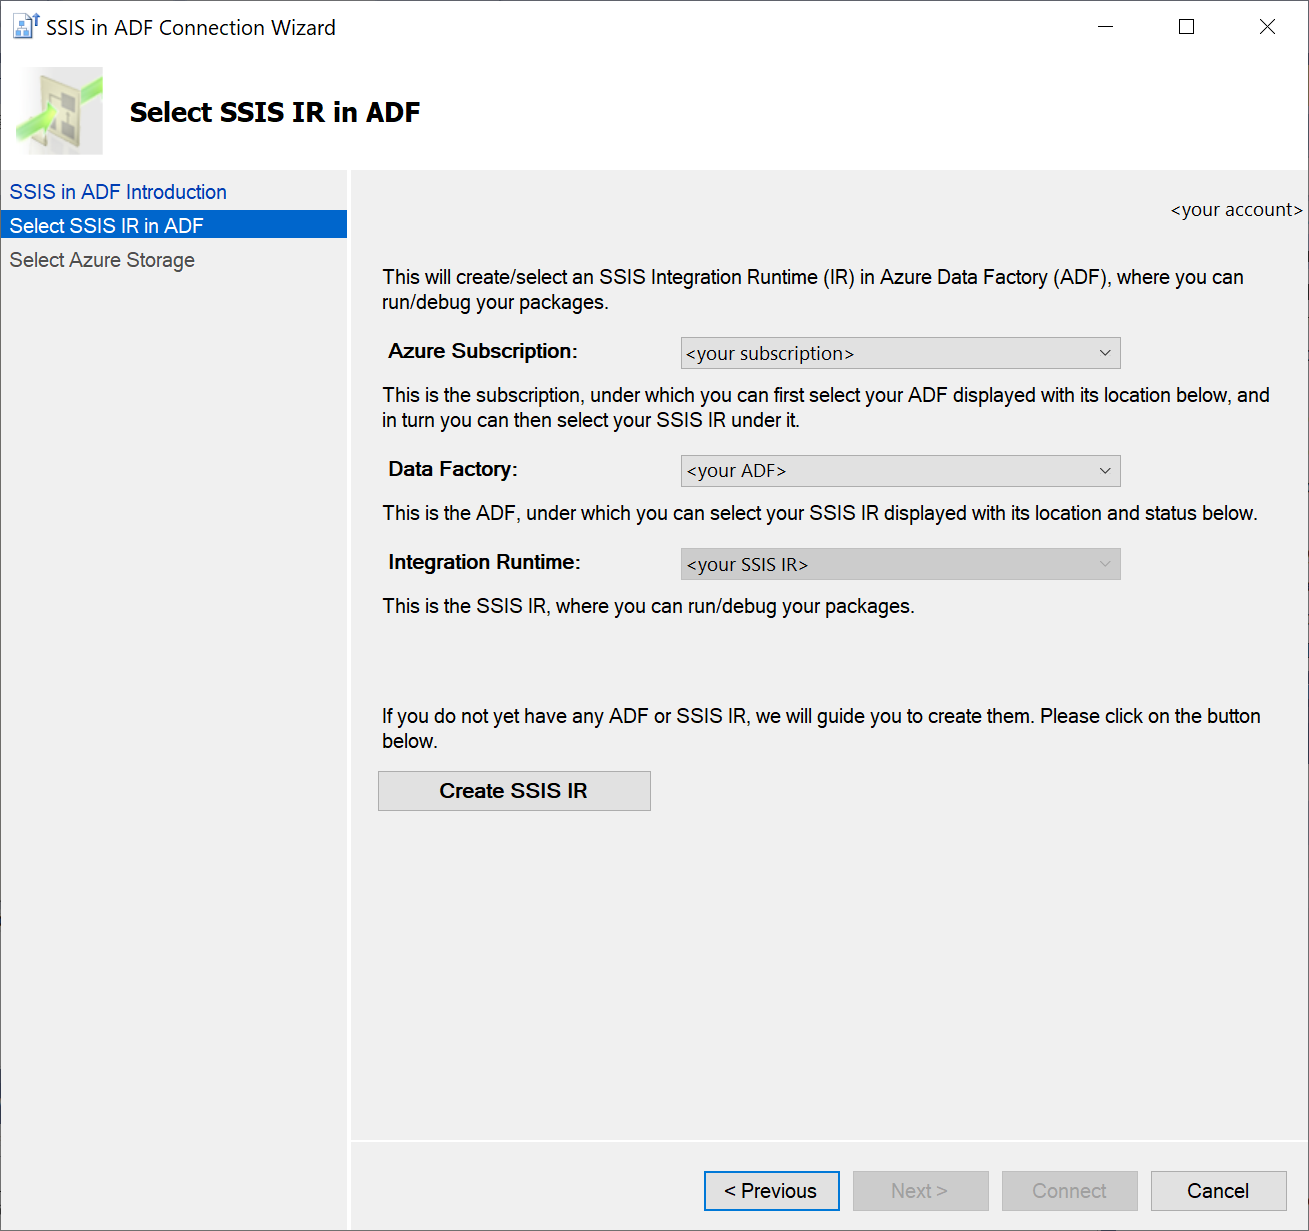 SSIS in ADF Connection Wizard
Select SSIS IR in ADF
SSIS in ADF Introduction
Select SSIS IR in ADF
Select Azure Storage
<your account>
This will create/select an SSIS Integration Runtime (IR) in Azure Data Factory (ADF), where you can
run/debug your packages.
Azure Subscription:
<your subscription>
This is the subscription, under which you can first select your ADF displayed with its location below, and
in turn you can then select your SSIS IR under it.
Data Factory:
<your ADF>
This is the ADF, under which you can select your SSIS IR displayed with its location and status below.
Integration Runtime:
<your SSIS IR>
This is the SSIS IR, where you can run/debug your packages.
If you do not yet have any ADF or SSIS IR, we will guide you to create them. Please click on the button
below.
Create SSIS IR
< Previous
Next >
Connect
Cancel